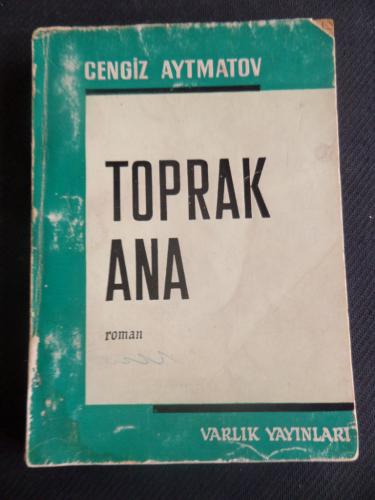 CENGİZ AYTMATOV
TOPRAK
ANA
roman
VARLIK YAYINLARI